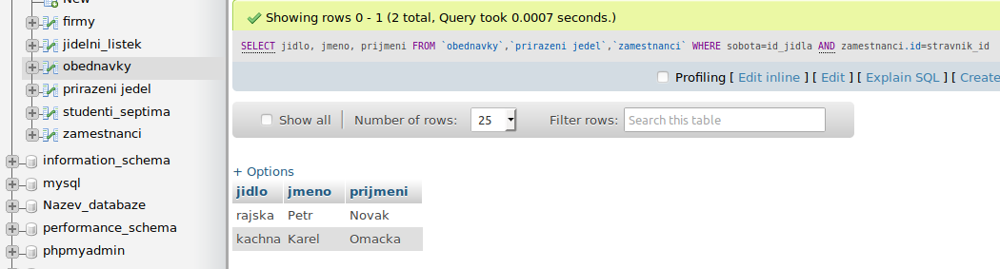 New
firmy
jidelni_listek
obednavky
prirazeni jedel
studenti_septima
zamestnanci
information_schema
mysql
Nazev_databaze
performance_schema
phpmyadmin
Showing rows 0 - 1 (2 total, Query took 0.0007 seconds.)
SELECT jidlo, jmeno, prijmeni FROM `obednavky`,`prirazeni jedel`,`zamestnanci` WHERE sobota=id_jidla AND zamestnanci.id=stravnik_id
Profiling [ Edit inline ] [ Edit ] [ Explain SQL ] [ Create
Show all Number of rows: 25 Filter rows: Search this table
+ Options
jidlo jmeno prijmeni
rajska Petr Novak
kachna Karel Omacka